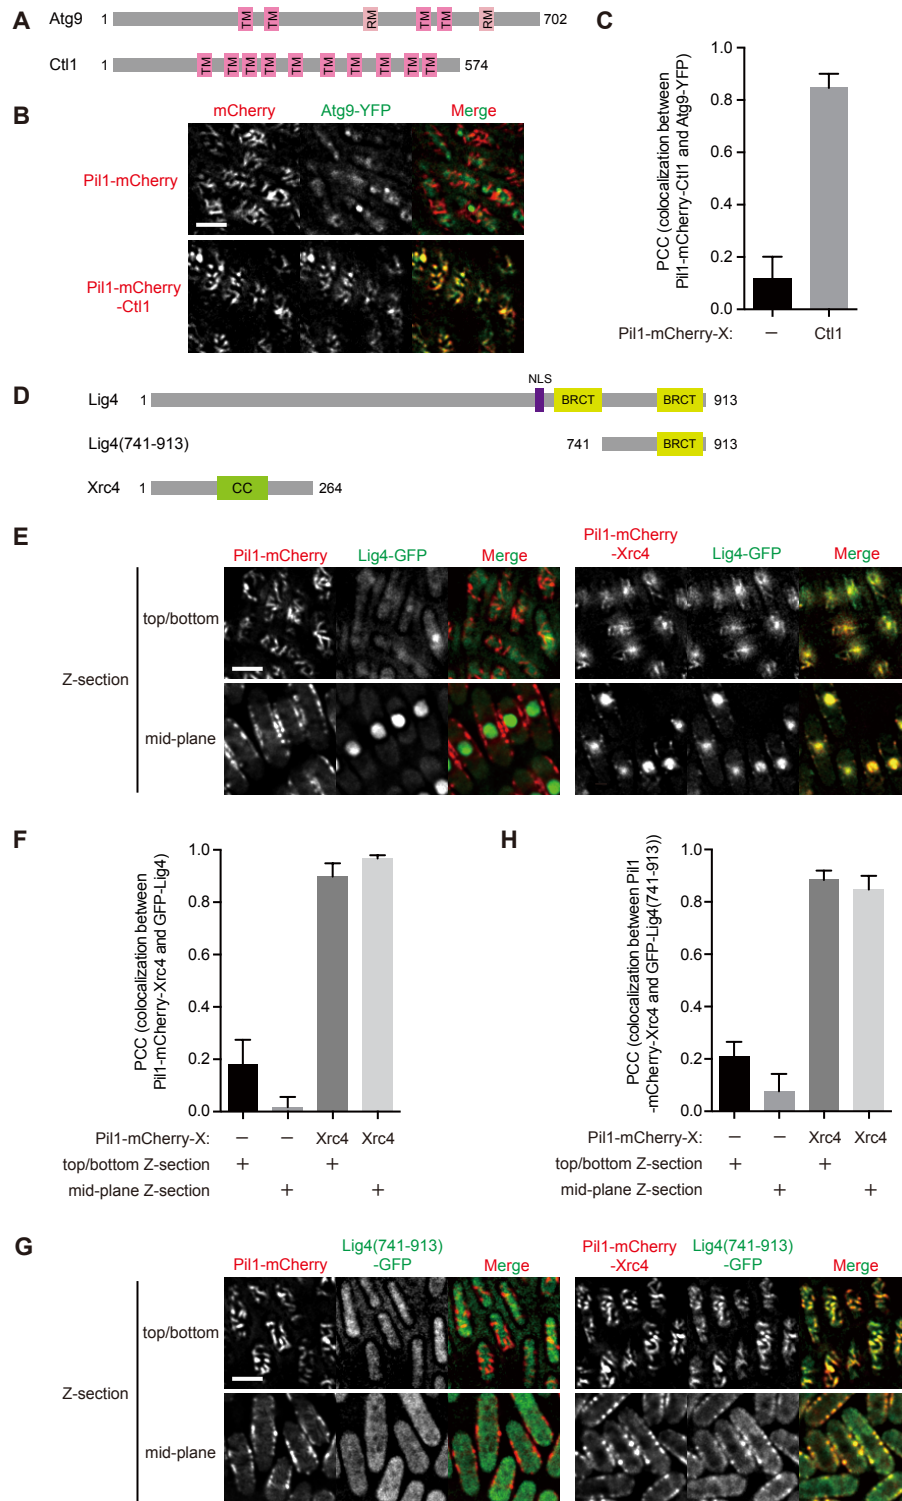 A
Atg9 1 TM TM RM TM TM RM 702
Ctl1 1 TM TM TM TM TM TM TM TM TM TM 574
B
mCherry Atg9-YFP Merge
Pil1-mCherry
Pil1-mCherry
-Ctl1
C
PCC (colocalization between
Pil1-mCherry-Ctl1 and Atg9-YFP)
1.0
0.8
0.6
0.4
0.2
0.0
Pil1-mCherry-X: − Ctl1
D
NLS
Lig4 1 BRCT BRCT 913
Lig4(741-913) 741 BRCT 913
Xrc4 1 CC 264
E
Pil1-mCherry Lig4-GFP Merge
Pil1-mCherry
-Xrc4 Lig4-GFP Merge
top/bottom
Z-section
mid-plane
F
PCC (colocalization between
Pil1-mCherry-Xrc4 and GFP-Lig4)
1.0
0.8
0.6
0.4
0.2
0.0
Pil1-mCherry-X: − − Xrc4 Xrc4
top/bottom Z-section + +
mid-plane Z-section + +
H
PCC (colocalization between Pil1
-mCherry-Xrc4 and GFP-Lig4(741-913))
1.0
0.8
0.6
0.4
0.2
0.0
Pil1-mCherry-X: − − Xrc4 Xrc4
top/bottom Z-section + +
mid-plane Z-section + +
G
Pil1-mCherry
Lig4(741-913)
-GFP
Merge
Pil1-mCherry
-Xrc4
Lig4(741-913)
-GFP
Merge
top/bottom
Z-section
mid-plane